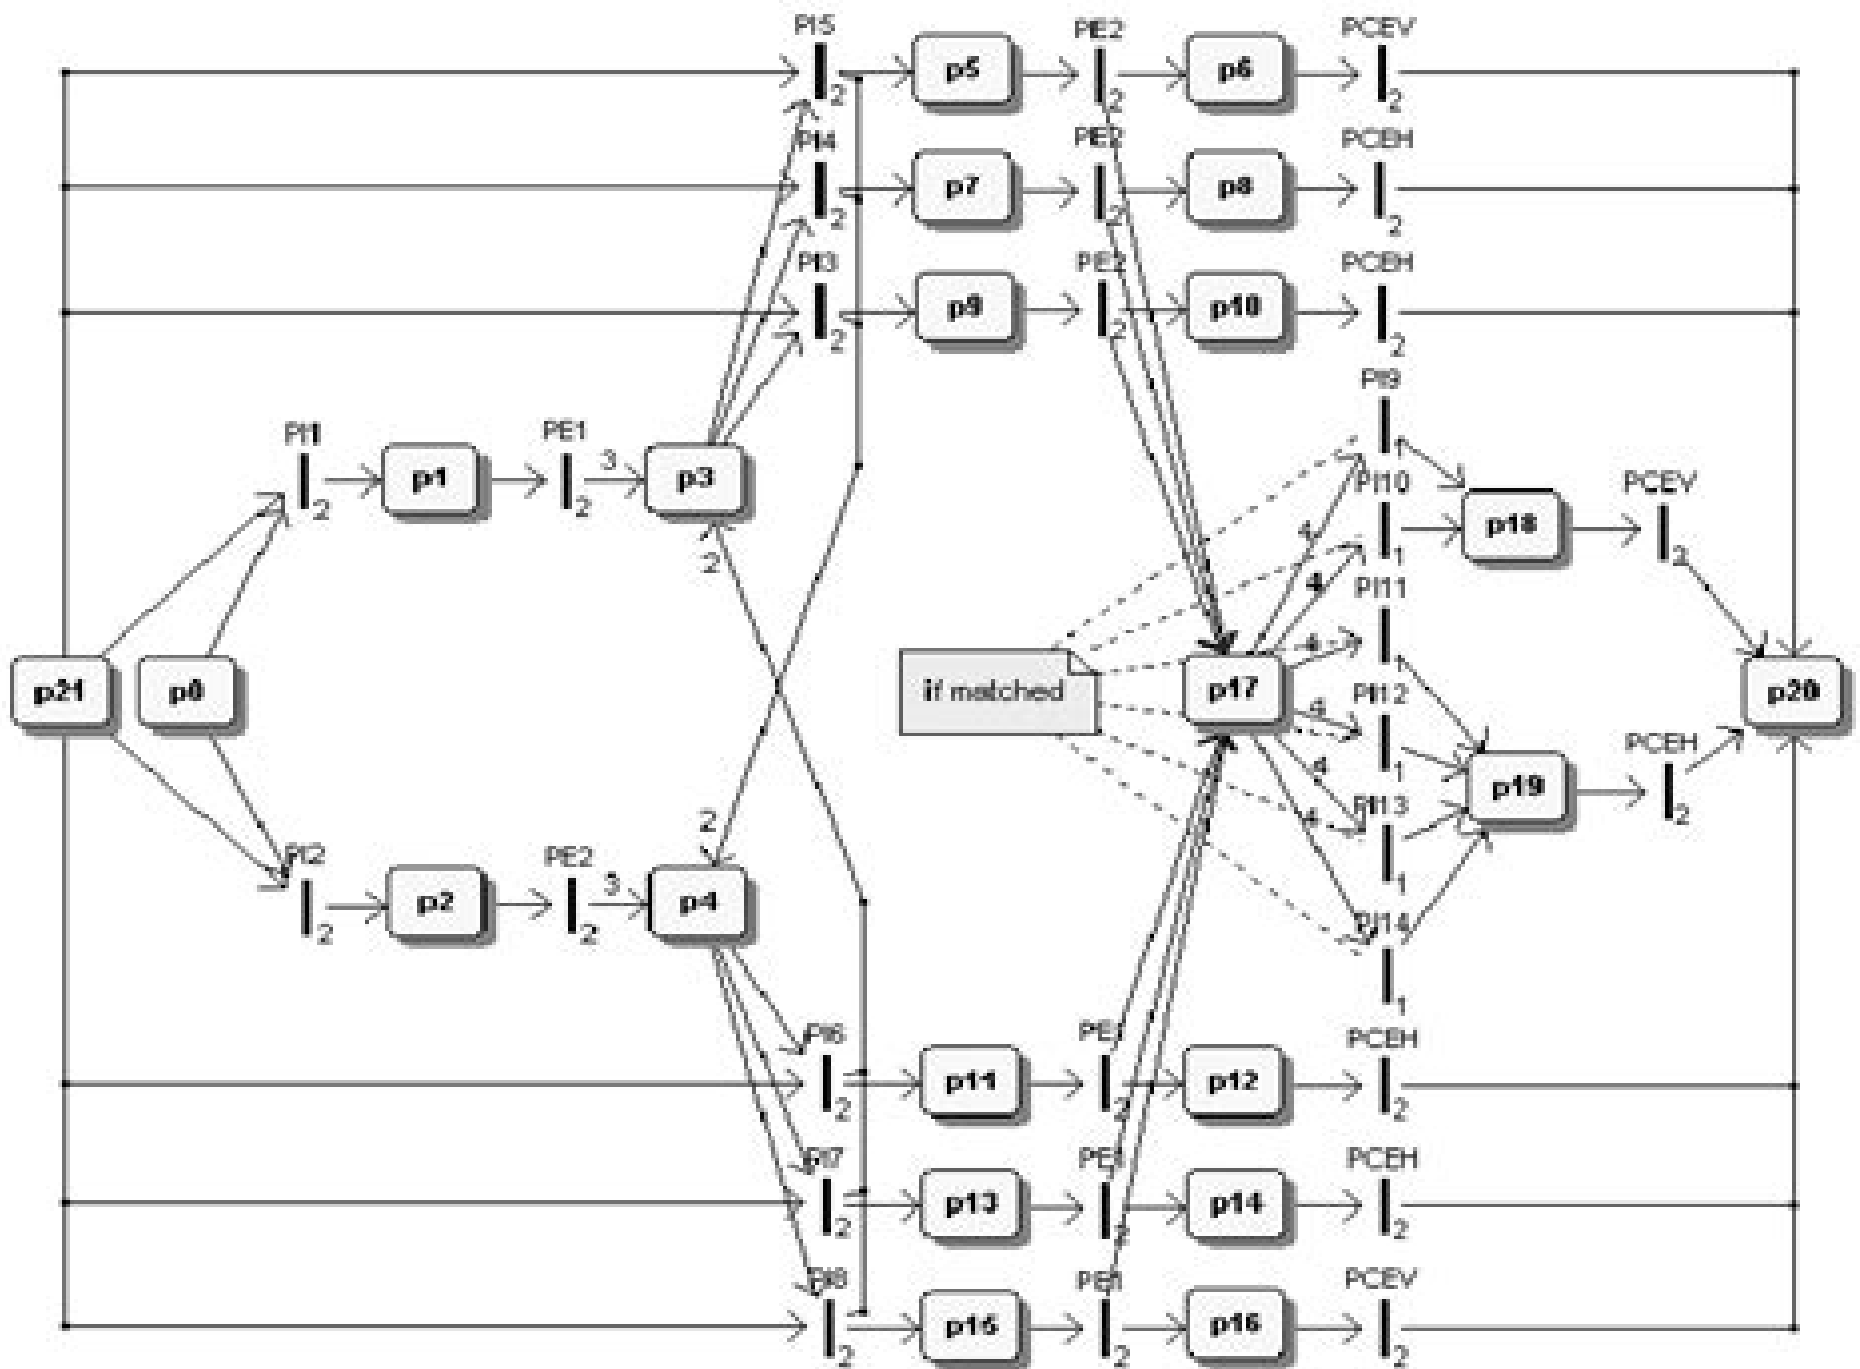 PI5 PE2 PCEV
p5 p6
2 2 2
PI4 PE2 PCEH
p7 p8
2 2 2
PI3 PE2 PCEH
p9 p10
2 2 2
PI9
PI1 PE1 3 p3
p1
2 2
PI10 PCEV
p18
4 1
2
4 PI11
p21 p0 if matched p17 4 p20
4 PI12
1
PCEH
4 p19
PI13 2
4 1
2
PI2 PE2 3 p4
p2
2 2
PI14
1
PI6 PCEH
p11 p12
2 2
PI7 PCEH
p13 p14
2 2
PI8 PE1 PCEV
p15 p16
2 2